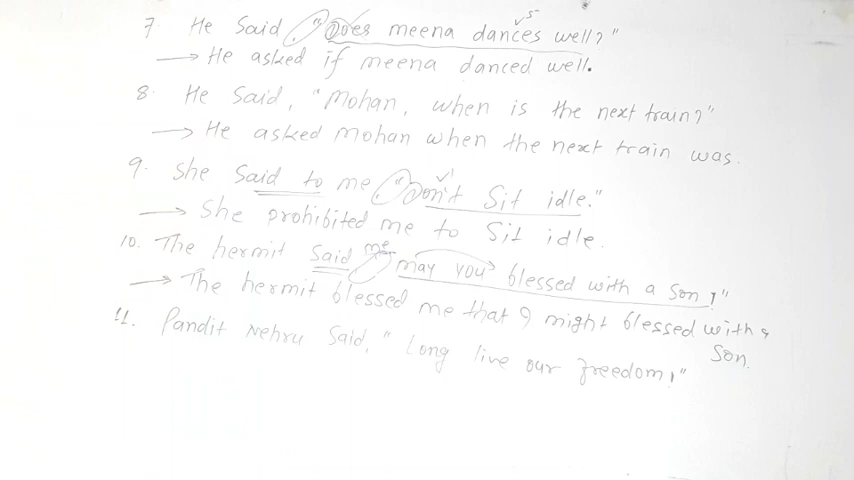 7 He Said, "Does meena dances well?"
→ He asked if meena danced well.
8. He Said, "Mohan, when is the next train?"
→ He asked mohan when the next train was.
9. She Said to me, "Don't Sit idle."
→ She prohibited me to Sit idle.
10. The hermit Said me, "may you blessed with a son!"
→ The hermit blessed me that I might blessed with a
Son.
11. Pandit Nehru Said, "Long live our freedom!"